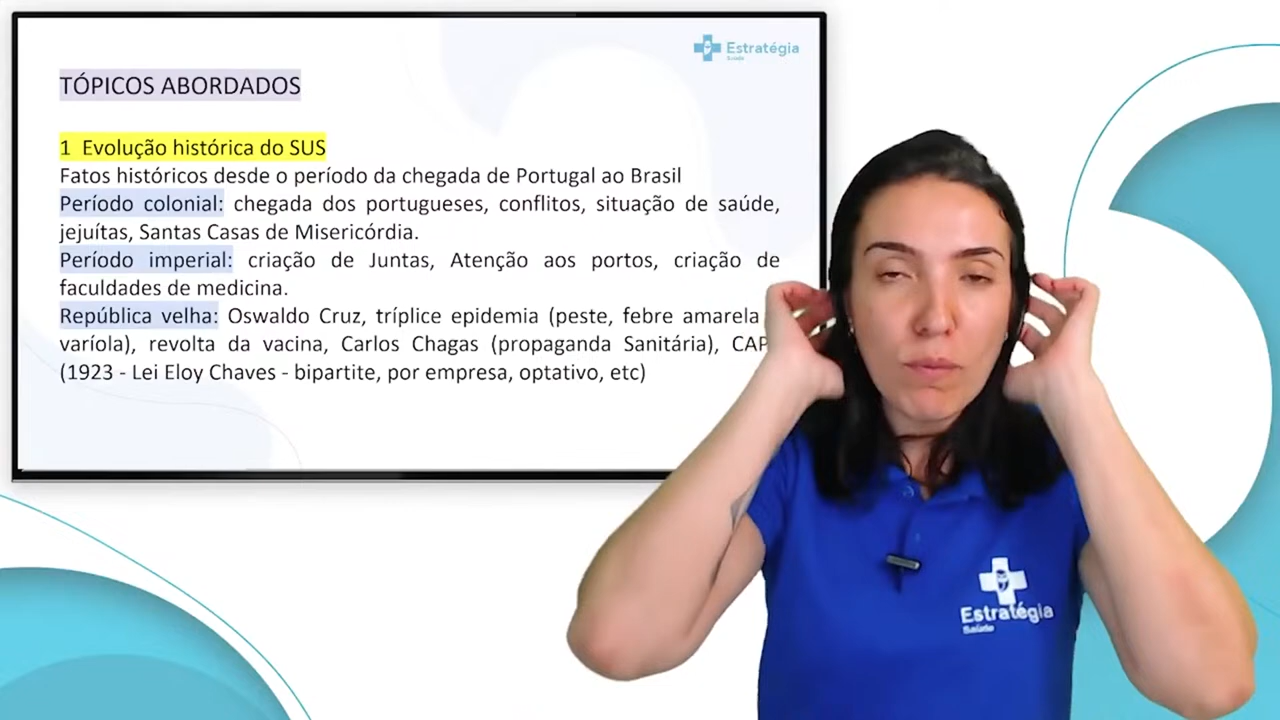 Estratégia
Saúde
TÓPICOS ABORDADOS
1 Evolução histórica do SUS
Fatos históricos desde o período da chegada de Portugal ao Brasil
Período colonial: chegada dos portugueses, conflitos, situação de saúde,
jejuítas, Santas Casas de Misericórdia.
Período imperial: criação de Juntas, Atenção aos portos, criação de
faculdades de medicina.
República velha: Oswaldo Cruz, tríplice epidemia (peste, febre amarela
varíola), revolta da vacina, Carlos Chagas (propaganda Sanitária),
(1923 - Lei Eloy Chaves - bipartite, por empresa, optativo, etc)
Estratégia
Saúde